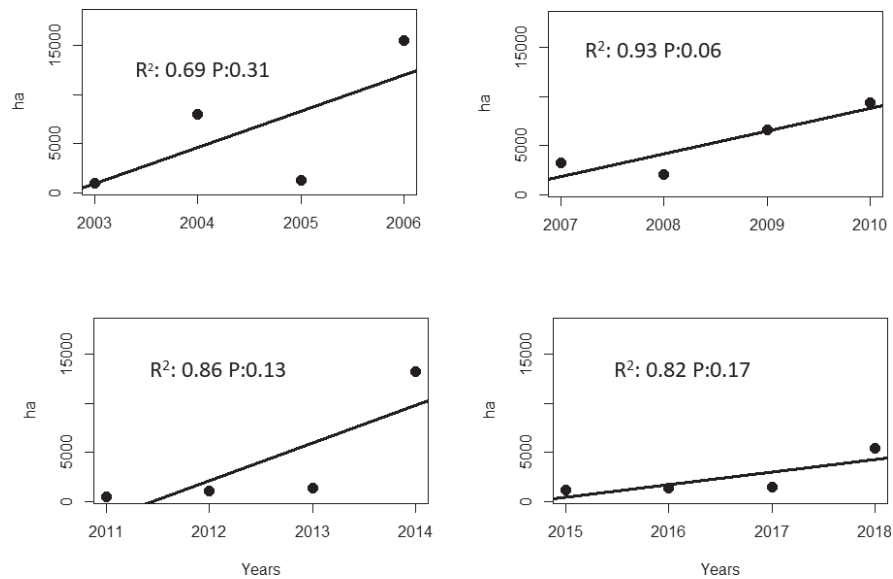 R²: 0.69 P:0.31
ha
15000
5000
0
2003 2004 2005 2006
R²: 0.93 P:0.06
ha
15000
5000
0
2007 2008 2009 2010
R²: 0.86 P:0.13
ha
15000
5000
0
2011 2012 2013 2014
Years
R²: 0.82 P:0.17
ha
15000
5000
0
2015 2016 2017 2018
Years